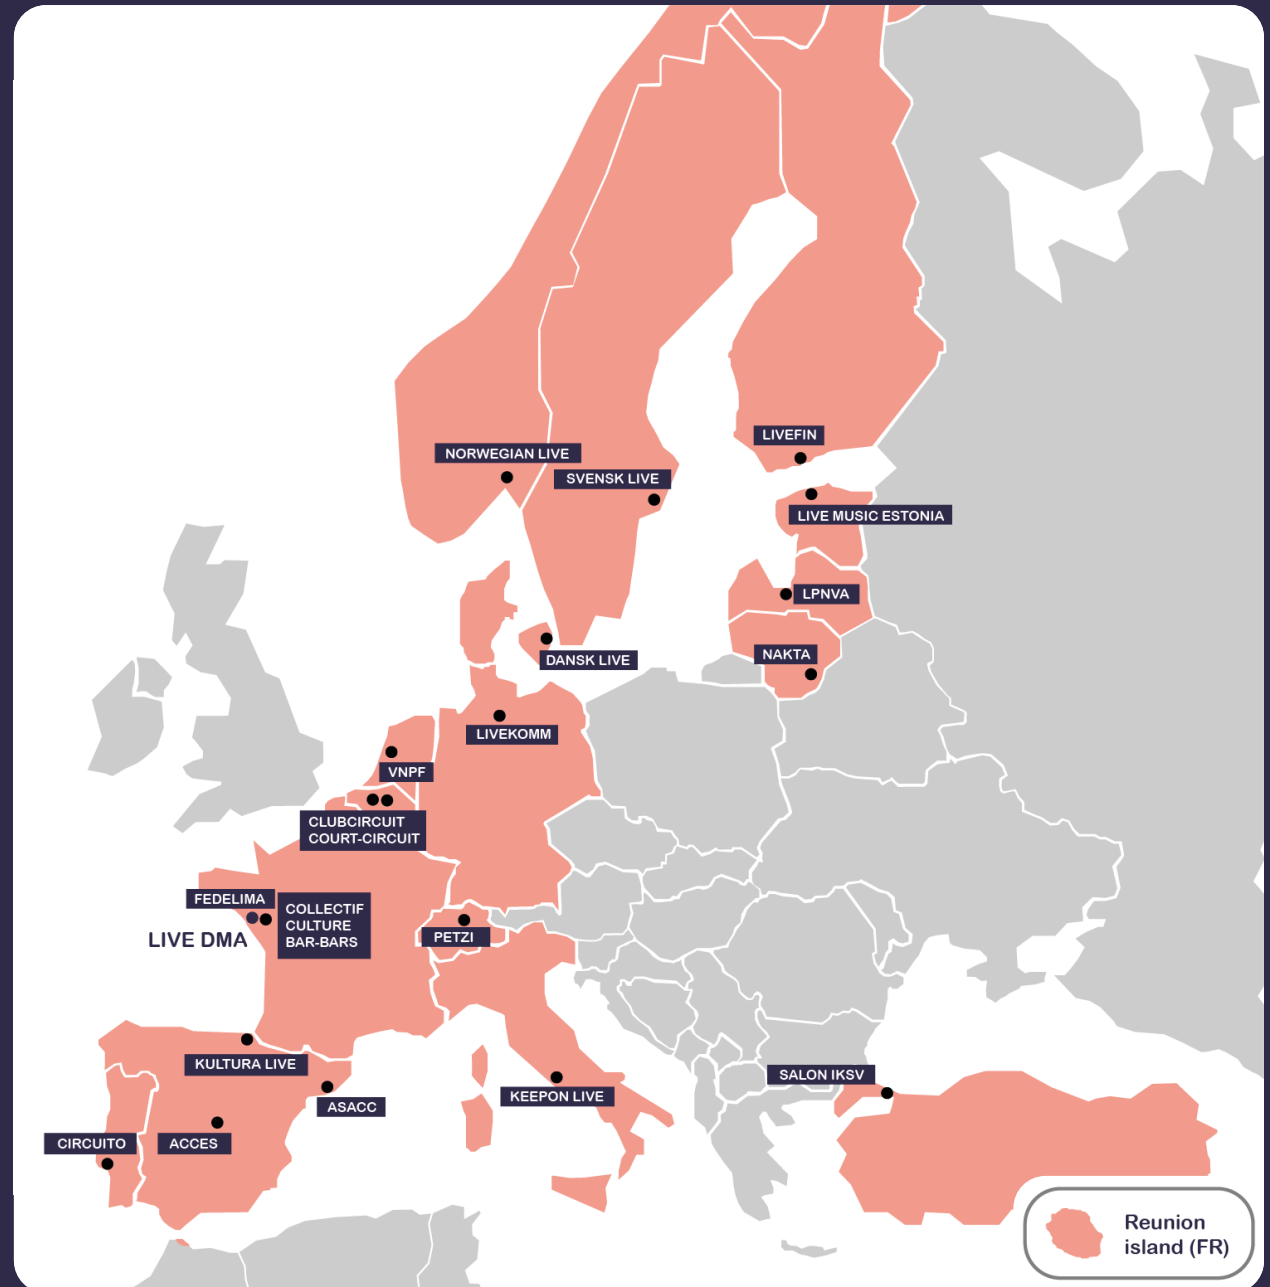 LIVEFIN
NORWEGIAN LIVE
SVENSK LIVE
LIVE MUSIC ESTONIA
LPNVA
NAKTA
DANSK LIVE
LIVEKOMM
VNPF
CLUBCIRCUIT
COURT-CIRCUIT
FEDELIMA
COLLECTIF
CULTURE
BAR-BARS
LIVE DMA
PETZI
KULTURA LIVE
SALON IKSV
KEEPON LIVE
ASACC
CIRCUITO
ACCES
Reunion
island (FR)